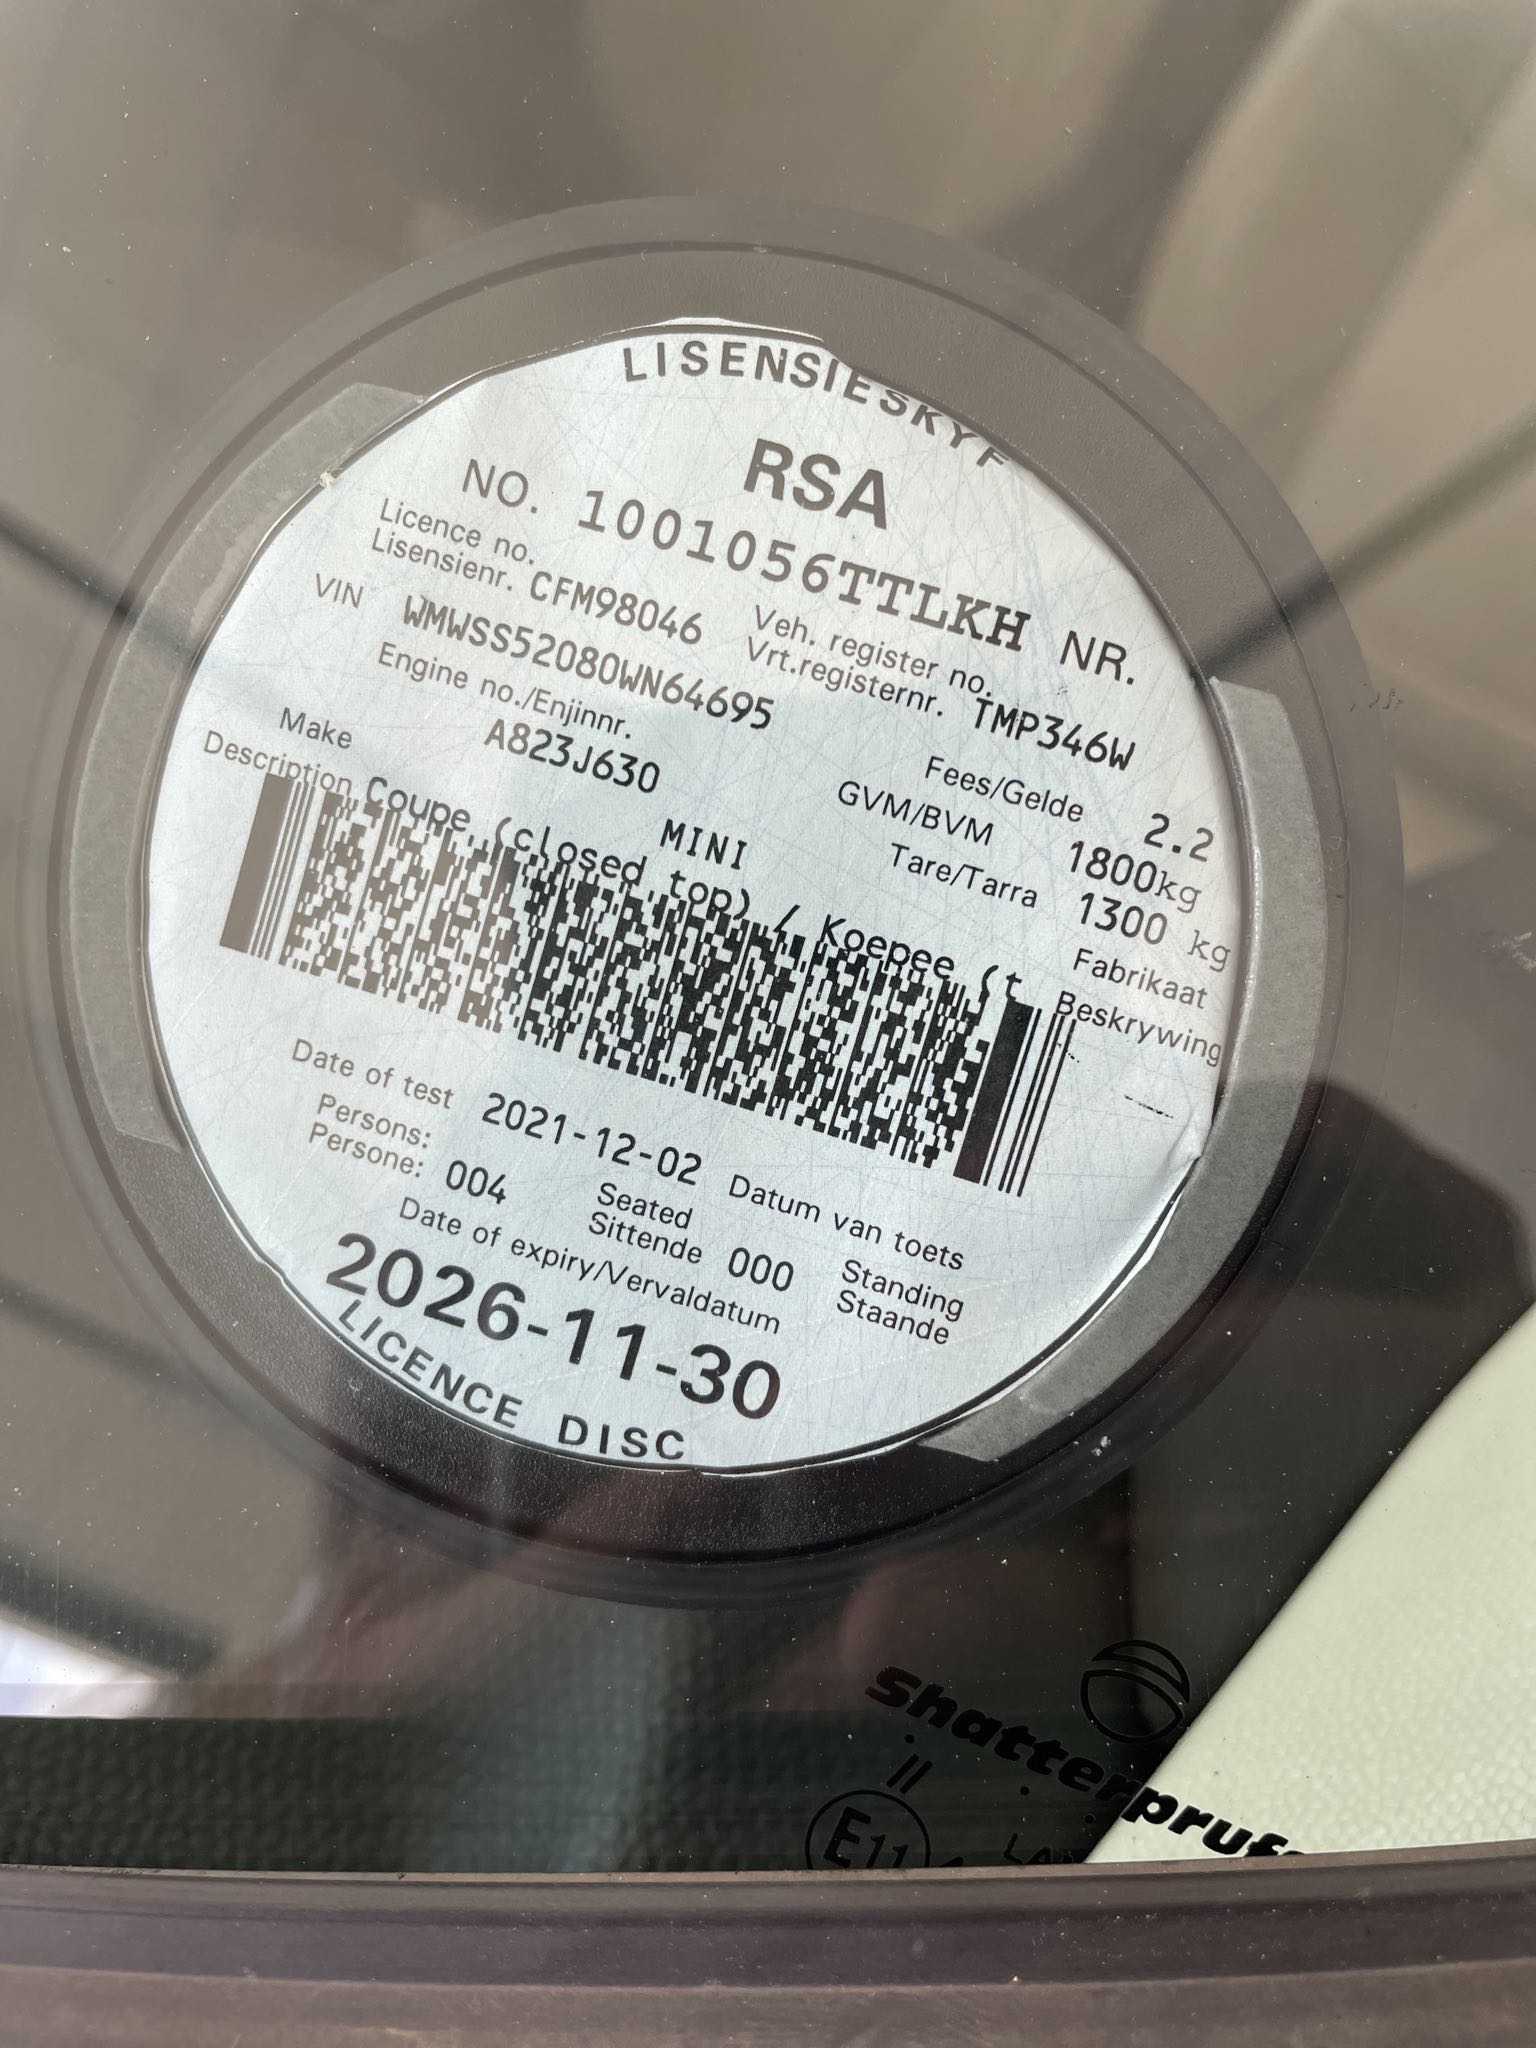 LISENSIESKYF
RSA
NO. 1001056TTLKH NR.
Licence no.
Lisensienr. CFM98046
Veh. register no.
Vrt.registernr. TMP346W
VIN WMWSS52080WN64695
Engine no./Enjinnr.
A823J630
Fees/Gelde 2.2
GVM/BVM 1800kg
Tare/Tarra 1300 kg
Make MINI Fabrikaat
Description Coupe (closed top) / Koepee (t Beskrywing
Date of test 2021-12-02 Datum van toets
Persons:
Persone: 004
Seated
Sittende 000
Standing
Staande
Date of expiry/Vervaldatum
2026-11-30
LICENCE DISC
shatterpruf
II
E11